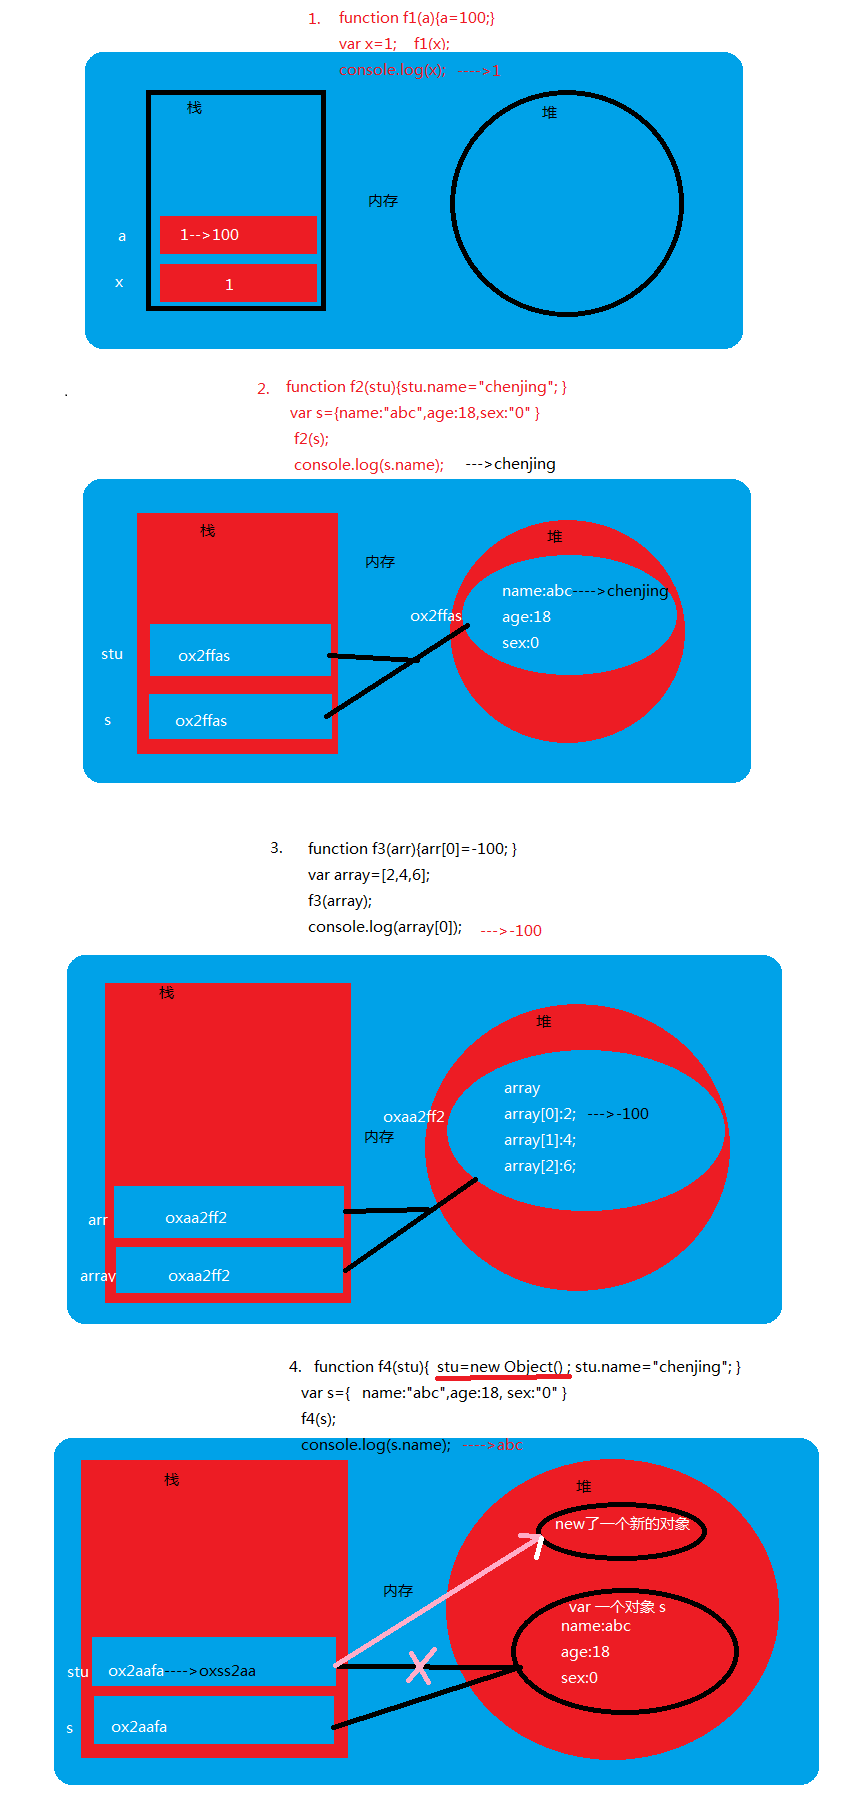 1. function f1(a){a=100;}
var x=1; f1(x);
console.log(x); ---->1
栈
堆
内存
a 1-->100
x 1
2. function f2(stu){stu.name="chenjing"; }
var s={name:"abc",age:18,sex:"0" }
f2(s);
console.log(s.name); --->chenjing
栈
堆
内存
name:abc---->chenjing
ox2ffas age:18
sex:0
stu ox2ffas
s ox2ffas
3. function f3(arr){arr[0]=-100; }
var array=[2,4,6];
f3(array);
console.log(array[0]); --->-100
栈
堆
array
oxaa2ff2 array[0]:2; --->-100
内存 array[1]:4;
array[2]:6;
arr oxaa2ff2
array oxaa2ff2
4. function f4(stu){ stu=new Object() ; stu.name="chenjing"; }
var s={ name:"abc",age:18, sex:"0" }
f4(s);
console.log(s.name); ---->abc
栈
堆
new了一个新的对象
内存
var 一个对象 s
name:abc
age:18
sex:0
stu ox2aafa---->oxss2aa
s ox2aafa